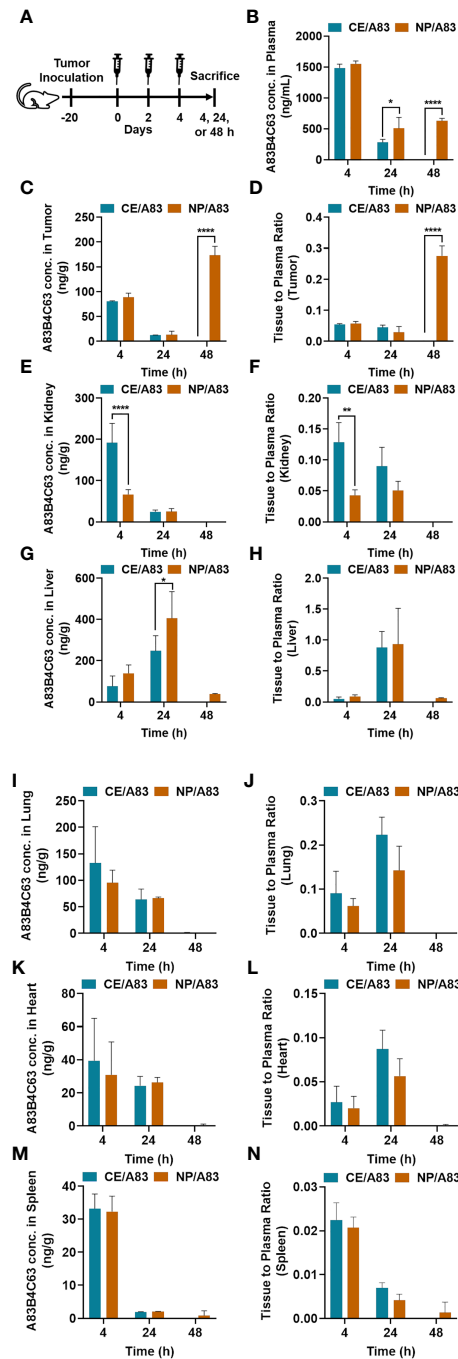 A
Tumor
Inoculation
Sacrifice
-20
0
2
4
4, 24,
or 48 h
Days
B
CE/A83 NP/A83
A83B4C63 conc. in Plasma
(ng/mL)
2000
1500
1000
500
0
*
****
4 24 48
Time (h)
C
CE/A83 NP/A83
A83B4C63 conc. in Tumor
(ng/g)
250
200
150
100
50
0
****
4 24 48
Time (h)
D
CE/A83 NP/A83
Tissue to Plasma Ratio
(Tumor)
0.4
0.3
0.2
0.1
0.0
****
4 24 48
Time (h)
E
CE/A83 NP/A83
A83B4C63 conc. in Kidney
(ng/g)
300
200
100
0
****
4 24 48
Time (h)
F
CE/A83 NP/A83
Tissue to Plasma Ratio
(Kidney)
0.20
0.15
0.10
0.05
0.00
**
4 24 48
Time (h)
G
CE/A83 NP/A83
A83B4C63 conc. in Liver
(ng/g)
600
400
200
0
*
4 24 48
Time (h)
H
CE/A83 NP/A83
Tissue to Plasma Ratio
(Liver)
2.0
1.5
1.0
0.5
0.0
4 24 48
Time (h)
I
CE/A83 NP/A83
A83B4C63 conc. in Lung
(ng/g)
250
200
150
100
50
0
4 24 48
Time (h)
J
CE/A83 NP/A83
Tissue to Plasma Ratio
(Lung)
0.3
0.2
0.1
0.0
4 24 48
Time (h)
K
CE/A83 NP/A83
A83B4C63 conc. in Heart
(ng/g)
80
60
40
20
0
4 24 48
Time (h)
L
CE/A83 NP/A83
Tissue to Plasma Ratio
(Heart)
0.15
0.10
0.05
0.00
4 24 48
Time (h)
M
CE/A83 NP/A83
A83B4C63 conc. in Spleen
(ng/g)
40
30
20
10
0
4 24 48
Time (h)
N
CE/A83 NP/A83
Tissue to Plasma Ratio
(Spleen)
0.03
0.02
0.01
0.00
4 24 48
Time (h)